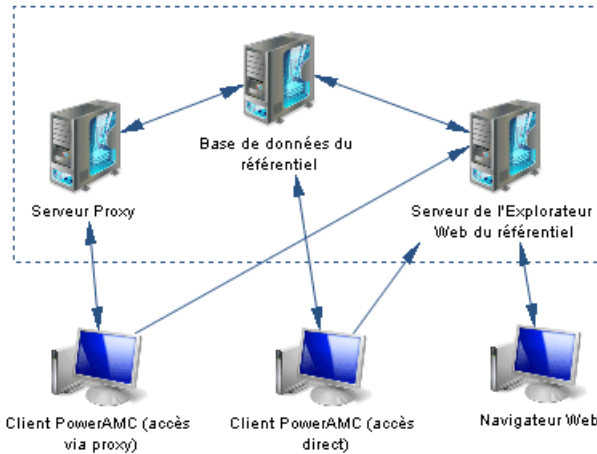 Base de données du
référentiel
Serveur Proxy
Serveur de l'Explorateur
Web du référentiel
Client PowerAMC (accès
via proxy)
Client PowerAMC (accès
direct)
Navigateur Web